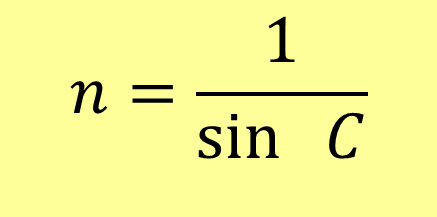 n = 1 / sin C